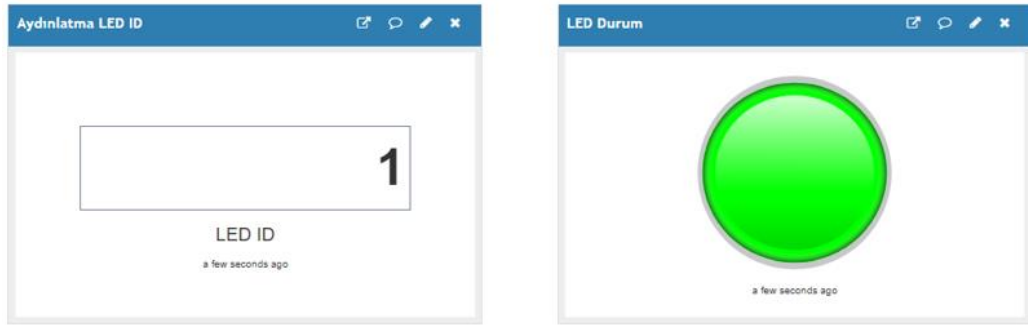 Aydınlatma LED ID
1
LED ID
a few seconds ago
LED Durum
a few seconds ago